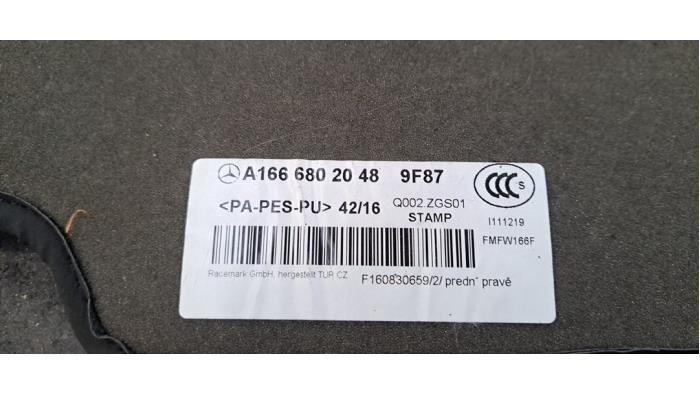 A166 680 20 48 9F87
CCC S
<PA-PES-PU> 42/16 Q002.ZGS01
STAMP
I111219
FMFW166F
Racemark GmbH, hergestellt TUR CZ
F160830659/2/ predn˝ pravě